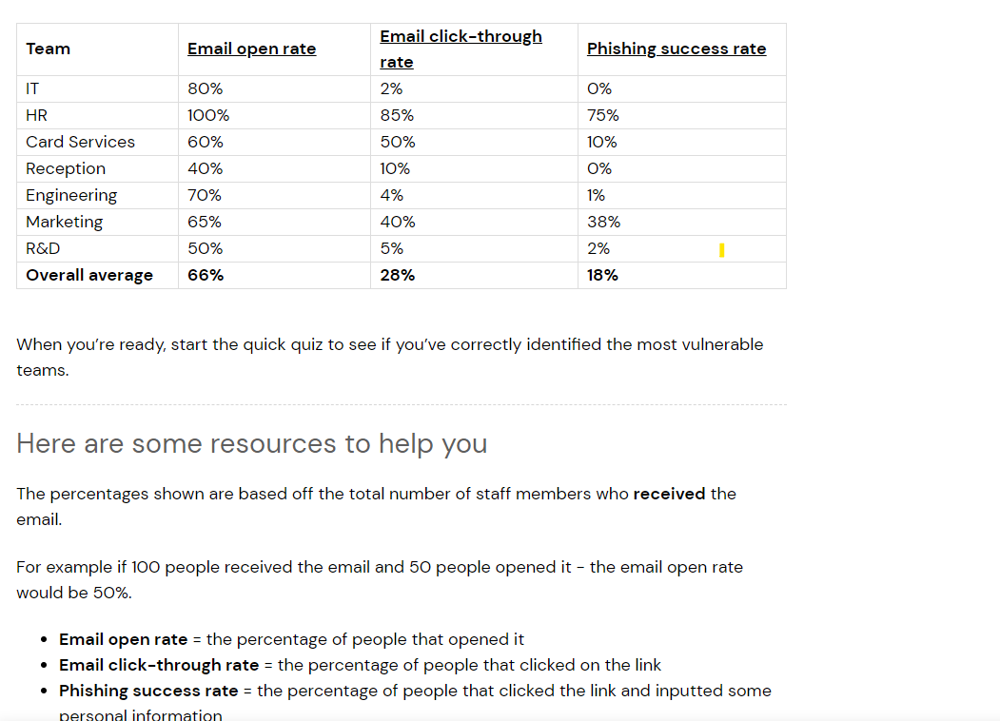 Team Email open rate Email click-through rate Phishing success rate
IT 80% 2% 0%
HR 100% 85% 75%
Card Services 60% 50% 10%
Reception 40% 10% 0%
Engineering 70% 4% 1%
Marketing 65% 40% 38%
R&D 50% 5% 2%
Overall average 66% 28% 18%
When you’re ready, start the quick quiz to see if you’ve correctly identified the most vulnerable
teams.
Here are some resources to help you
The percentages shown are based off the total number of staff members who received the
email.
For example if 100 people received the email and 50 people opened it - the email open rate
would be 50%.
• Email open rate = the percentage of people that opened it
• Email click-through rate = the percentage of people that clicked on the link
• Phishing success rate = the percentage of people that clicked the link and inputted some
personal information